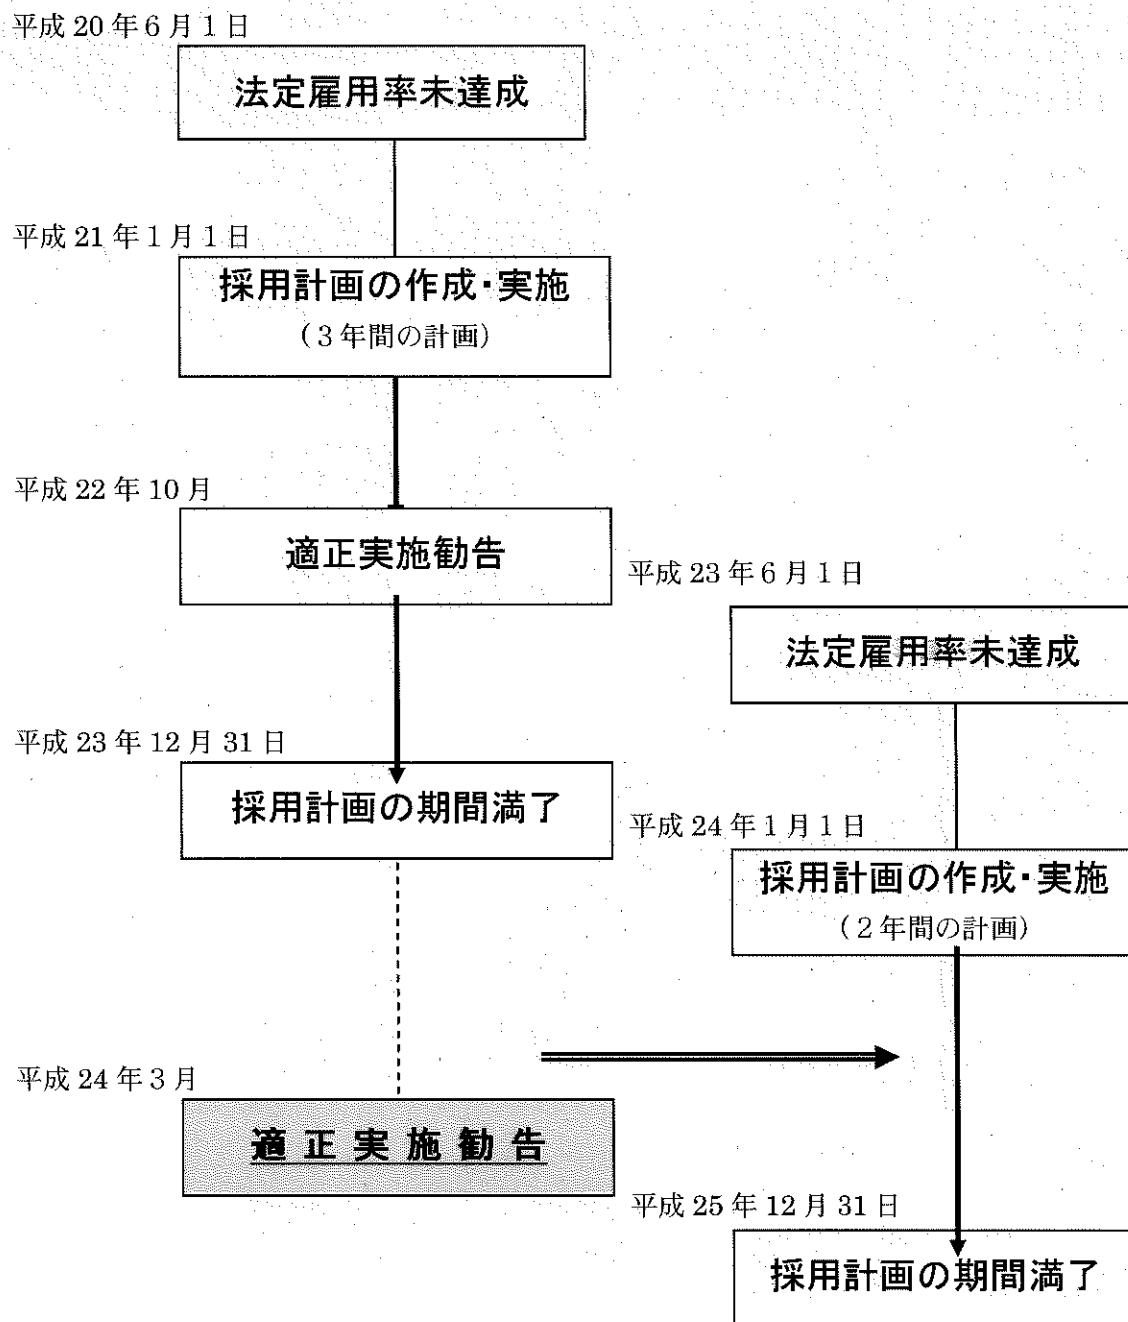 平成 20 年 6 月 1 日
法定雇用率未達成
平成 21 年 1 月 1 日
採用計画の作成・実施
(3 年間の計画)
平成 22 年 10 月
適正実施勧告
平成 23 年 6 月 1 日
法定雇用率未達成
平成 23 年 12 月 31 日
採用計画の期間満了
平成 24 年 1 月 1 日
採用計画の作成・実施
(2 年間の計画)
平成 24 年 3 月
適正実施勧告
平成 25 年 12 月 31 日
採用計画の期間満了